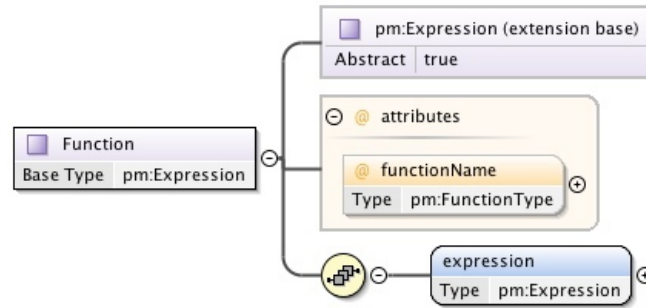 pm:Expression (extension base)
Abstract true
@ attributes
Function
Base Type pm:Expression
@ functionName
Type pm:FunctionType
expression
Type pm:Expression